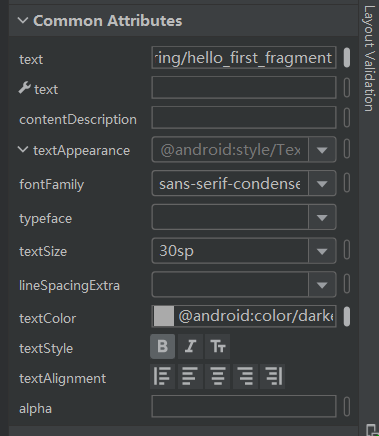 Common Attributes
text ring/hello_first_fragment
text
contentDescription
textAppearance @android:style/Tex
fontFamily sans-serif-condense
typeface
textSize 30sp
lineSpacingExtra
textColor @android:color/darke
textStyle B I TT
textAlignment
alpha
Layout Validation